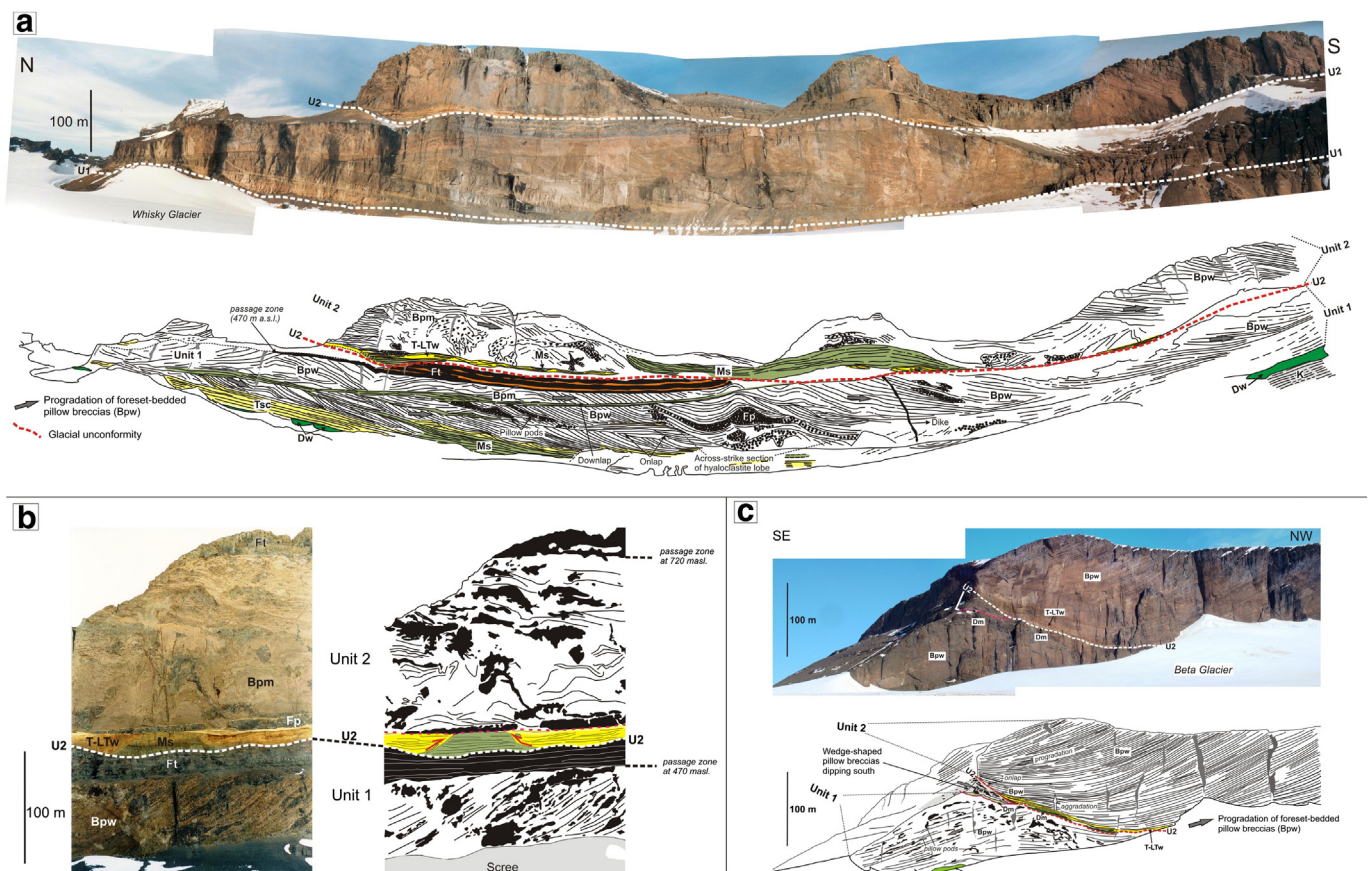 a
N
S
U2
U2
100 m
U1
U1
Whisky Glacier
Unit 2
Bpw
U2
passage zone
(470 m a.s.l.)
Unit 2
Bpm
Unit 1
U2
T-LTw
Ms
Bpw
Unit 1
Ft
Ms
Bpw
Bpm
Bpw
Dw
K
Progradation of foreset-bedded
pillow breccias (Bpw)
Tsc
Bpw
Fp
Pillow pods
Dike
Glacial unconformity
Dw
Ms
Downlap
Onlap
Across-strike section
of hyaloclastite lobe
b
Ft
passage zone
at 720 masl.
Unit 2
Bpm
Fp
U2
T-LTw
Ms
U2
U2
Ft
passage zone
at 470 masl.
Unit 1
100 m
Bpw
Scree
c
SE
NW
Bpw
U2
T-LTw
100 m
Dm
Dm
Bpw
U2
Beta Glacier
Unit 2
Bpw
progradation
Wedge-shaped
pillow breccias
dipping south
U2
onlap
Unit 1
Bpw
aggradation
100 m
Dm
Dm
Bpw
U2
Progradation of foreset-bedded
pillow breccias (Bpw)
pillow pods
T-LTw